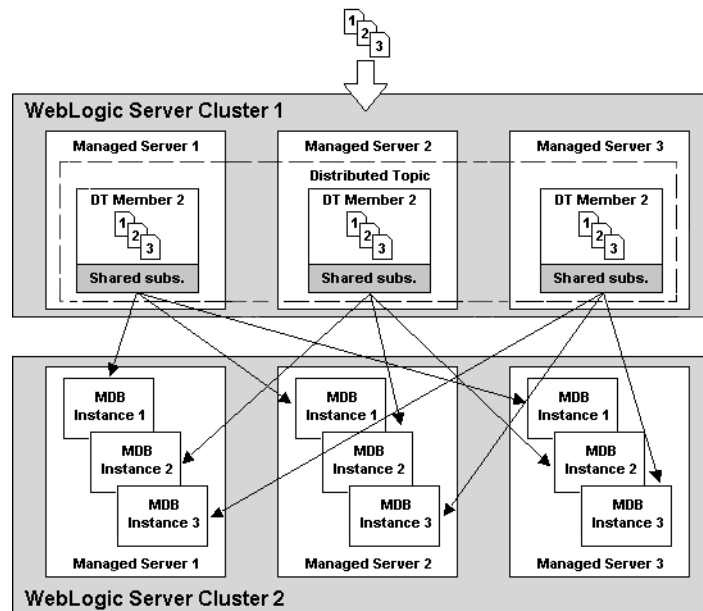 1
2
3
WebLogic Server Cluster 1
Managed Server 1
Managed Server 2
Managed Server 3
Distributed Topic
DT Member 2
DT Member 2
DT Member 2
1
2
3
1
2
3
1
2
3
Shared subs.
Shared subs.
Shared subs.
MDB
Instance 1
MDB
Instance 2
MDB
Instance 3
Managed Server 1
MDB
Instance 1
MDB
Instance 2
MDB
Instance 3
Managed Server 2
MDB
Instance 1
MDB
Instance 2
MDB
Instance 3
Managed Server 3
WebLogic Server Cluster 2